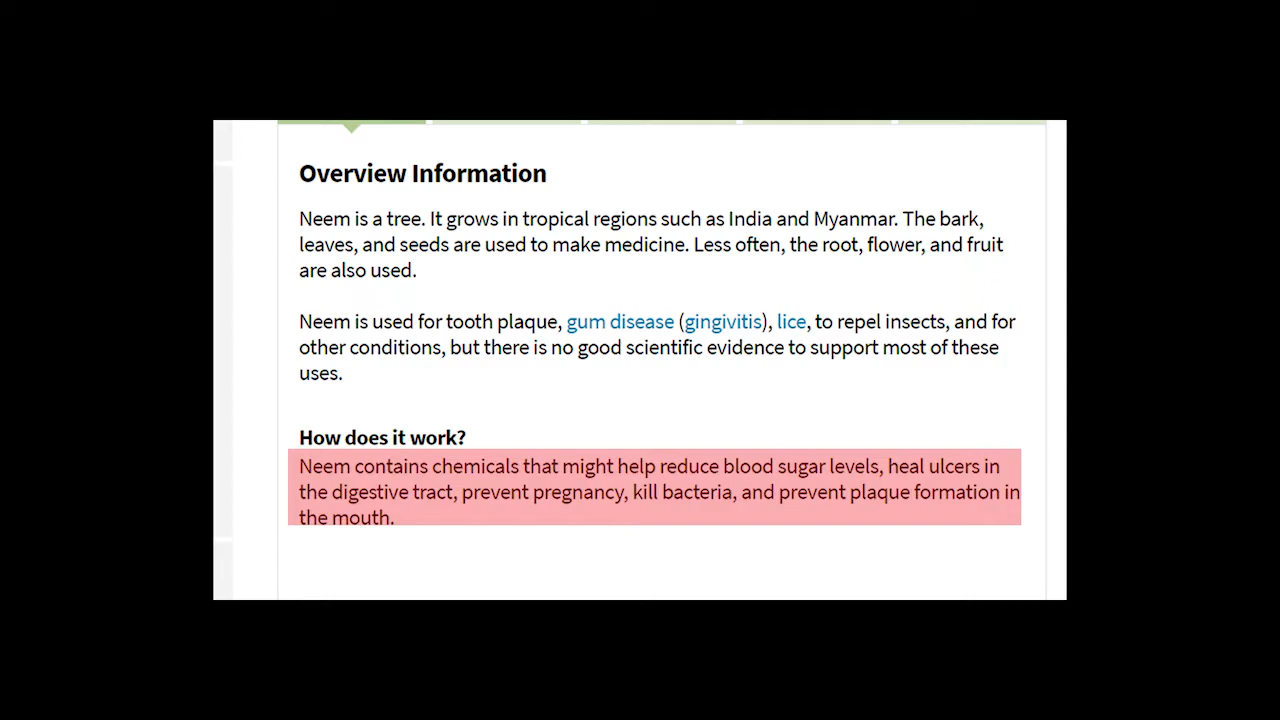 Overview Information
Neem is a tree. It grows in tropical regions such as India and Myanmar. The bark,
leaves, and seeds are used to make medicine. Less often, the root, flower, and fruit
are also used.
Neem is used for tooth plaque, gum disease (gingivitis), lice, to repel insects, and for
other conditions, but there is no good scientific evidence to support most of these
uses.
How does it work?
Neem contains chemicals that might help reduce blood sugar levels, heal ulcers in
the digestive tract, prevent pregnancy, kill bacteria, and prevent plaque formation in
the mouth.